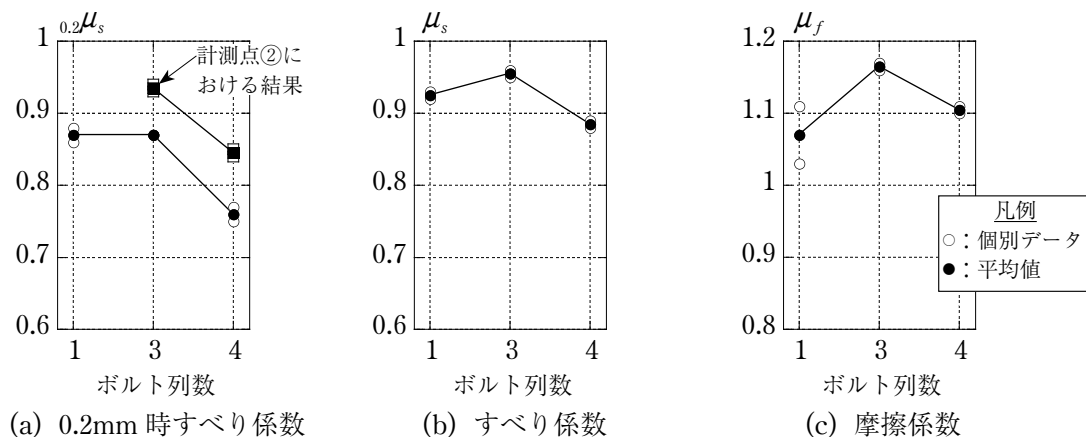 0.2μs
1
0.9
0.8
0.7
0.6
計測点②に
おける結果
1 3 4
ボルト列数
(a) 0.2mm 時すべり係数
μs
1
0.9
0.8
0.7
0.6
1 3 4
ボルト列数
(b) すべり係数
μf
1.2
1.1
1
0.9
0.8
凡例
○：個別データ
●：平均値
1 3 4
ボルト列数
(c) 摩擦係数